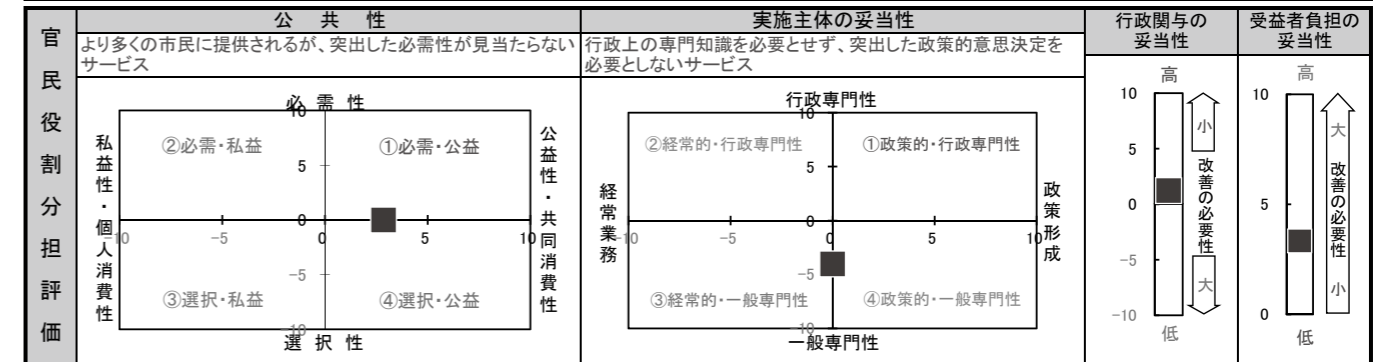 官民役割分担評価
公共性
より多くの市民に提供されるが、突出した必需性が見当たらない
サービス
必需性
10
②必需・私益
①必需・公益
5
私益性・個人消費性
公益性・共同消費性
0
-10
-5
0
5
10
-5
③選択・私益
④選択・公益
-10
選択性
実施主体の妥当性
行政上の専門知識を必要とせず、突出した政策的意思決定を
必要としないサービス
行政専門性
10
②経常的・行政専門性
①政策的・行政専門性
5
経常業務
政策形成
0
-10
-5
0
5
10
-5
③経常的・一般専門性
④政策的・一般専門性
-10
一般専門性
行政関与の
妥当性
高
10
5
0
-5
-10
小
改善の必要性
大
低
受益者負担の
妥当性
高
10
5
0
大
改善の必要性
小
低